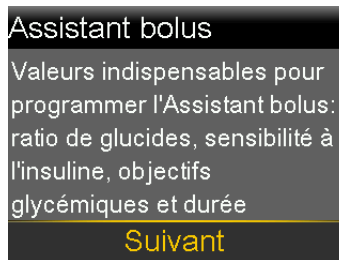 Assistant bolus
Valeurs indispensables pour
programmer l'Assistant bolus:
ratio de glucides, sensibilité à
l'insuline, objectifs
glycémiques et durée
Suivant